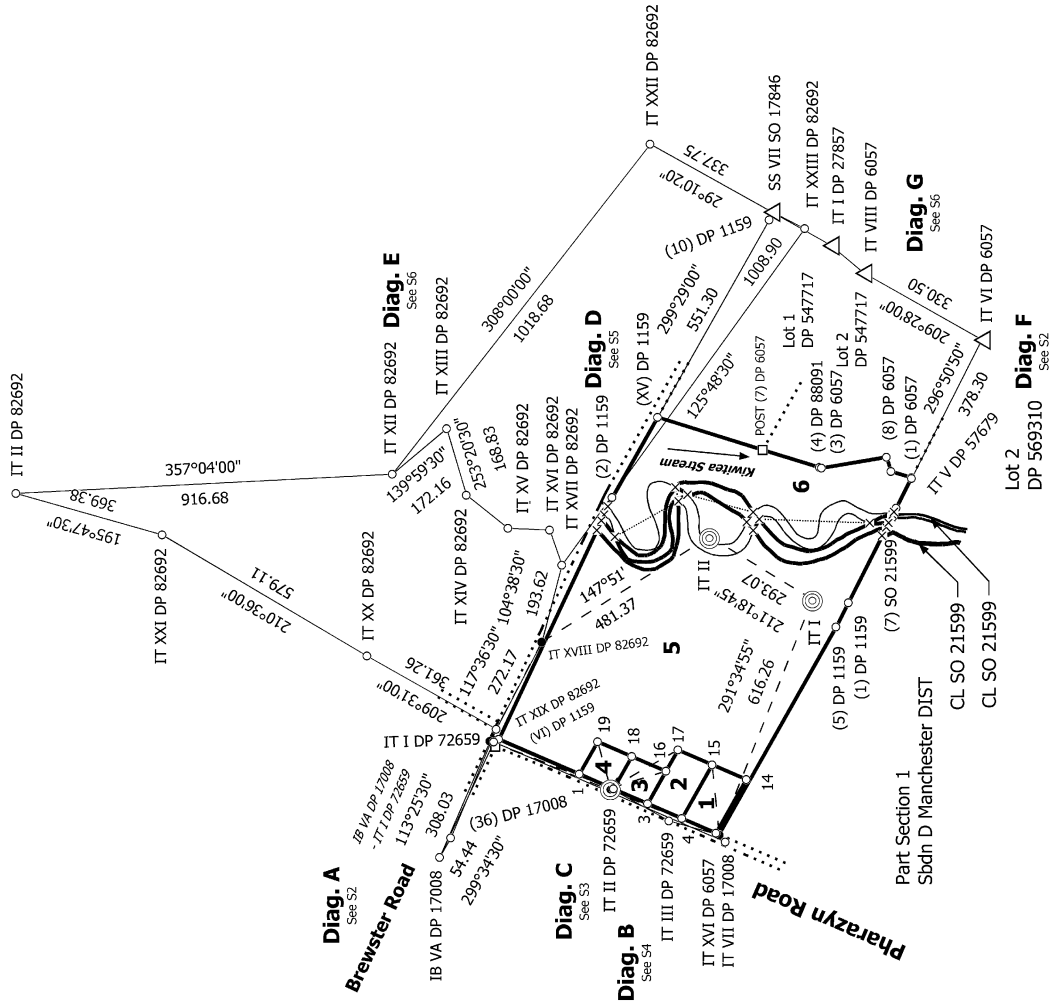 IT II DP 82692
357°04'00"
916.68
369.38
195°47'30"
IT XXI DP 82692
579.11
210°36'00"
IT XX DP 82692
361.26
209°31'00"
IT XII DP 82692
Diag. E
See S6
IT XIII DP 82692
308°00'00"
1018.68
IT XXII DP 82692
337.75
29°10'20"
SS VII SO 17846
IT XXIII DP 82692
IT I DP 27857
IT VIII DP 6057
Diag. G
See S6
(10) DP 1159
1008.90
299°29'00"
551.30
125°48'30"
139°59'30"
172.16
253°20'30"
168.83
IT XIV DP 82692
IT XV DP 82692
IT XVI DP 82692
IT XVII DP 82692
Diag. D
See S5
(XV) DP 1159
(2) DP 1159
117°36'30"
272.17
104°38'30"
193.62
IT XVIII DP 82692
IT XIX DP 82692
(VI) DP 1159
IT I DP 72659
IB VA DP 17008
- IT I DP 72659
113°25'30"
308.03
54.44
299°34'30"
(36) DP 17008
Diag. A
See S2
Brewster Road
IB VA DP 17008
Diag. C
See S3
Diag. B
See S4
IT II DP 72659
IT III DP 72659
IT XVI DP 6057
IT VII DP 17008
Pharazyn Road
1
3
4
19
18
16
17
15
14
4
3
2
1
5
6
147°51'
481.37
IT II
293.07
211°18'45"
IT I
291°34'55"
616.26
Kiwitea Stream
POST (7) DP 6057
Lot 1
DP 547717
Lot 2
DP 547717
(4) DP 88091
(3) DP 6057
(8) DP 6057
(1) DP 6057
330.50
209°28'00"
IT VI DP 6057
296°50'50"
378.30
IT V DP 57679
Diag. F
See S2
Lot 2
DP 569310
(7) SO 21599
(5) DP 1159
(1) DP 1159
CL SO 21599
CL SO 21599
Part Section 1
Sbdn D Manchester DIST